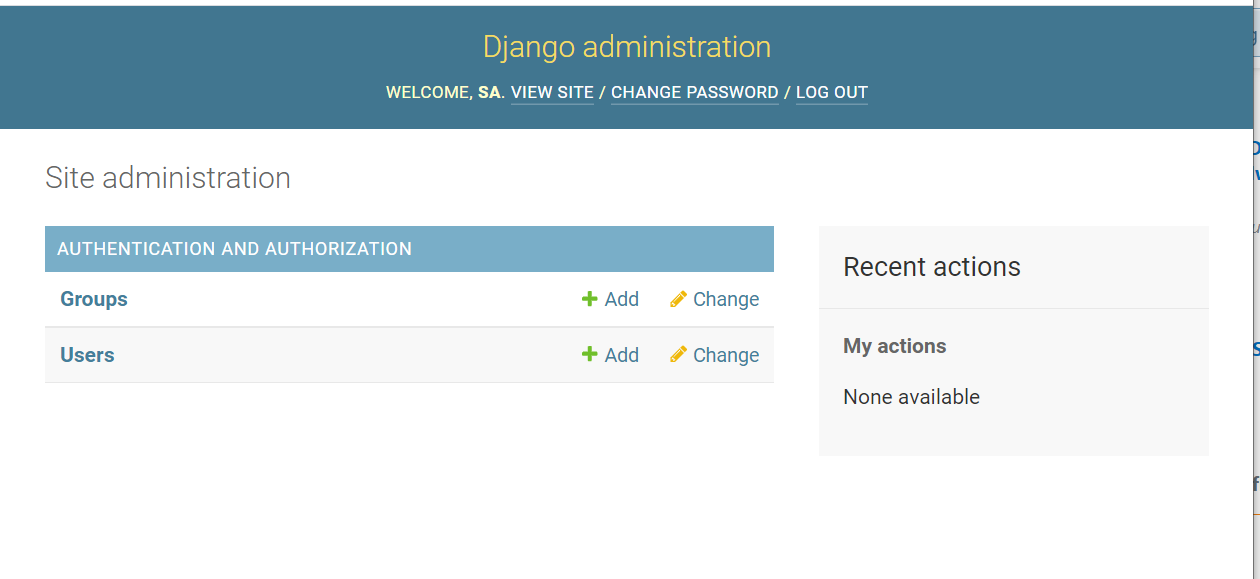 Django administration
WELCOME, SA. VIEW SITE / CHANGE PASSWORD / LOG OUT
Site administration
AUTHENTICATION AND AUTHORIZATION
Groups Add Change
Users Add Change
Recent actions
My actions
None available